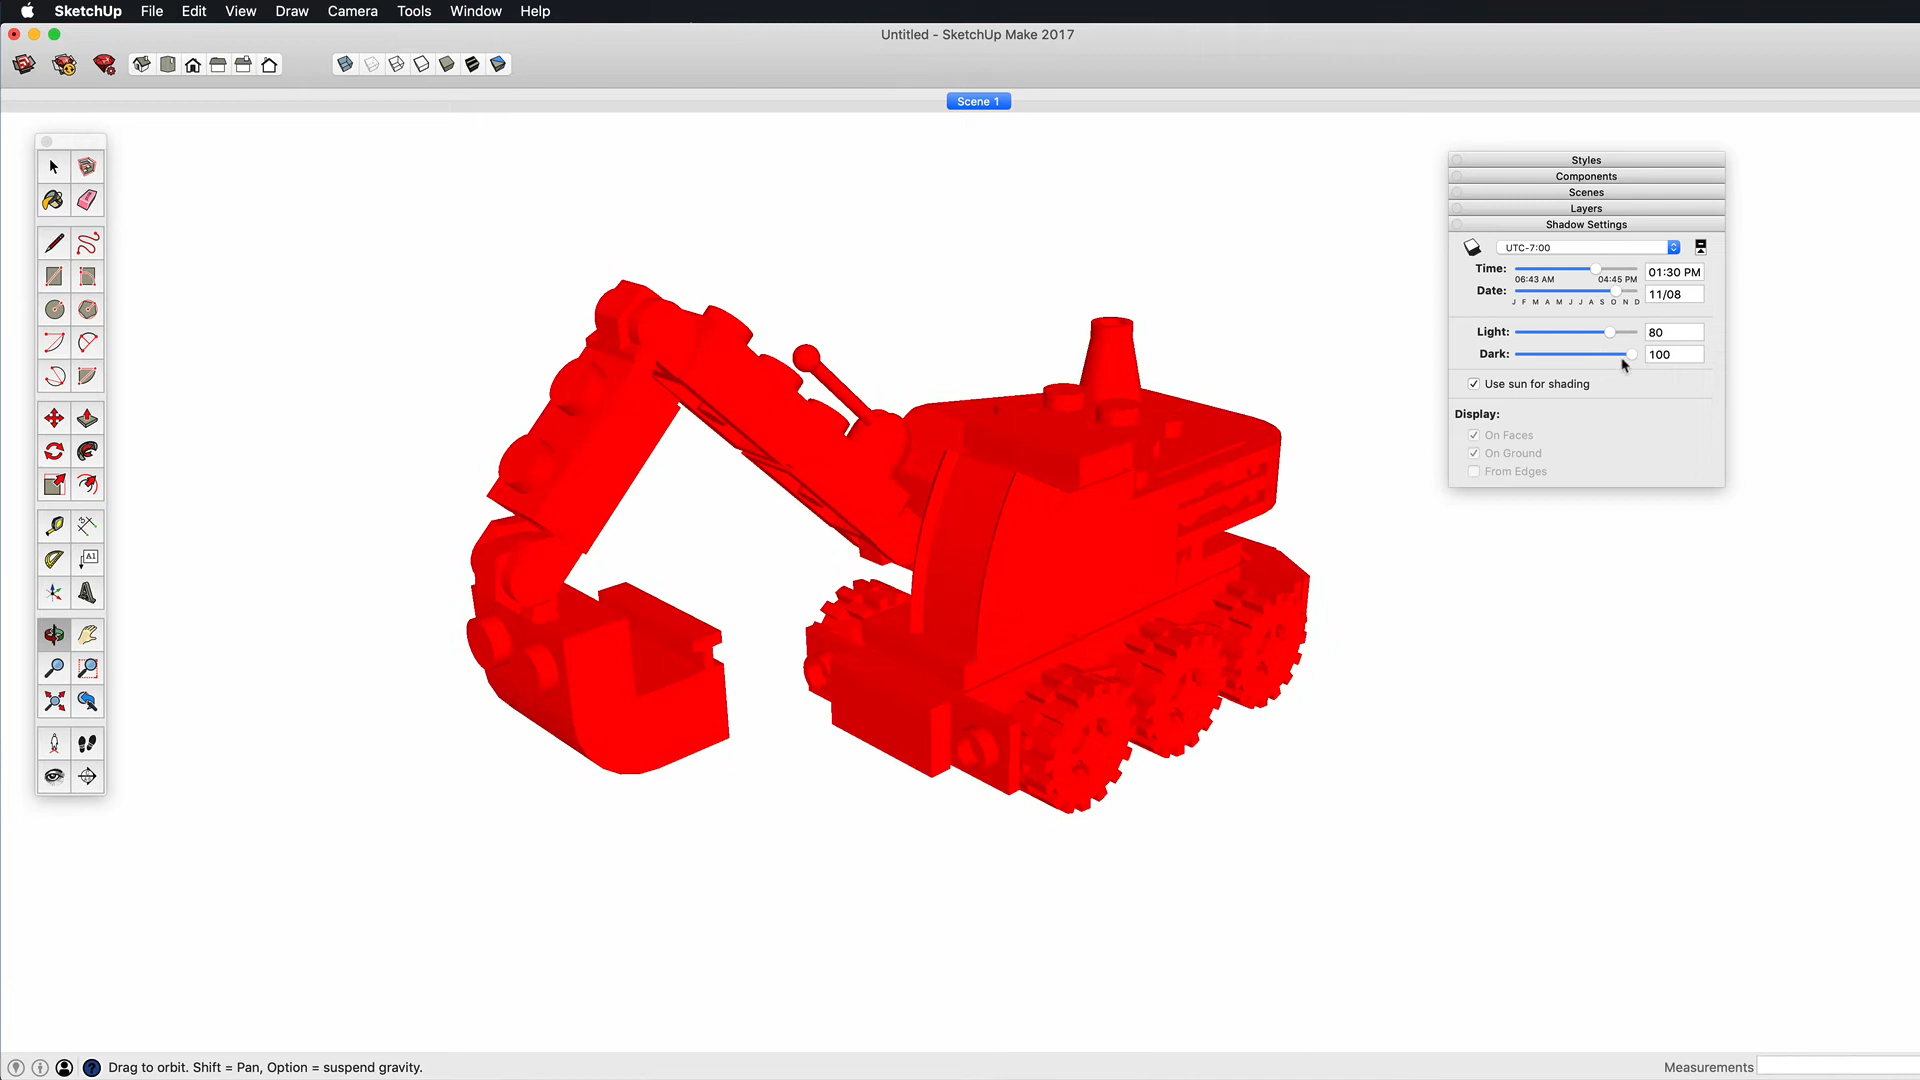 SketchUp File Edit View Draw Camera Tools Window Help
Untitled - SketchUp Make 2017
Scene 1
Styles
Components
Scenes
Layers
Shadow Settings
UTC-7:00
Time: 01:30 PM
06:43 AM 04:45 PM
Date: 11/08
J F M A M J J A S O N D
Light: 80
Dark: 100
Use sun for shading
Display:
On Faces
On Ground
From Edges
A1
Drag to orbit. Shift = Pan, Option = suspend gravity.
Measurements